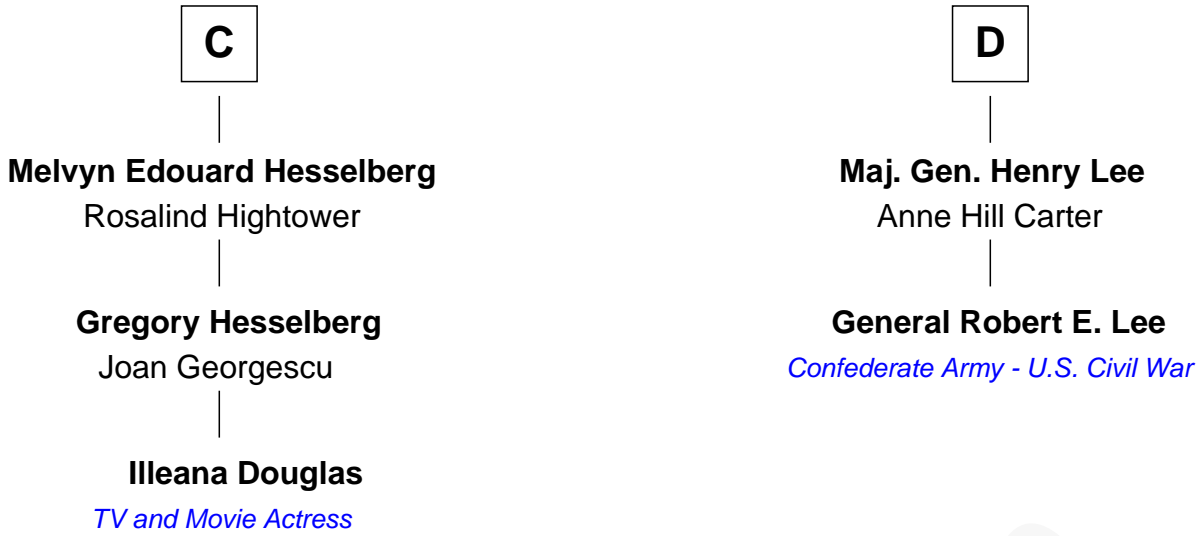 C
Melvyn Edouard Hesselberg
Rosalind Hightower
Gregory Hesselberg
Joan Georgescu
Illeana Douglas
TV and Movie Actress
D
Maj. Gen. Henry Lee
Anne Hill Carter
General Robert E. Lee
Confederate Army - U.S. Civil War